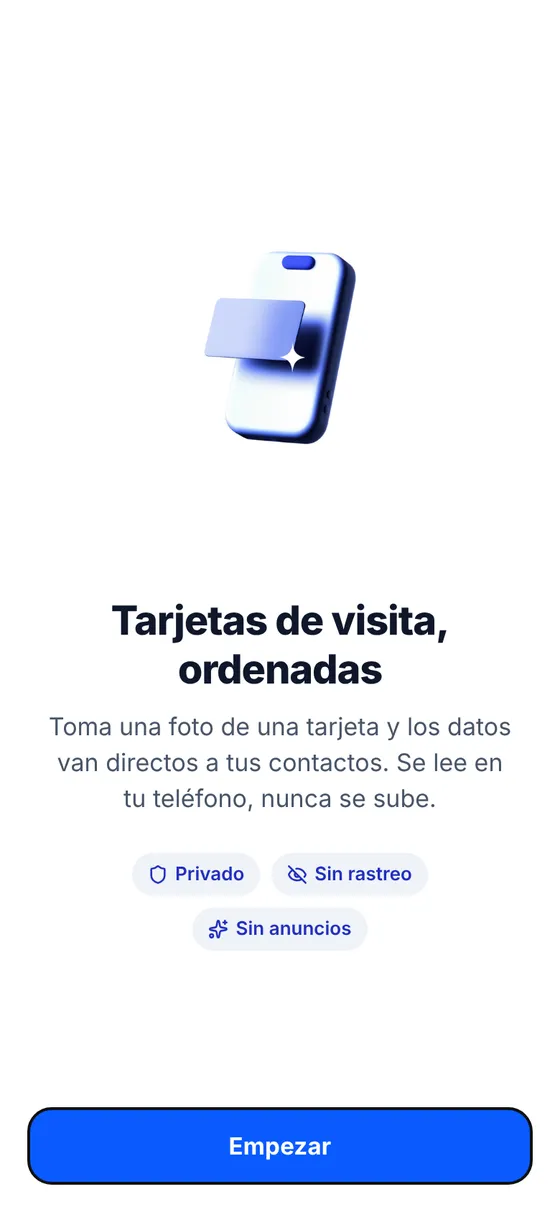 Tarjetas de visita,
ordenadas
Toma una foto de una tarjeta y los datos
van directos a tus contactos. Se lee en
tu teléfono, nunca se sube.
Privado
Sin rastreo
Sin anuncios
Empezar